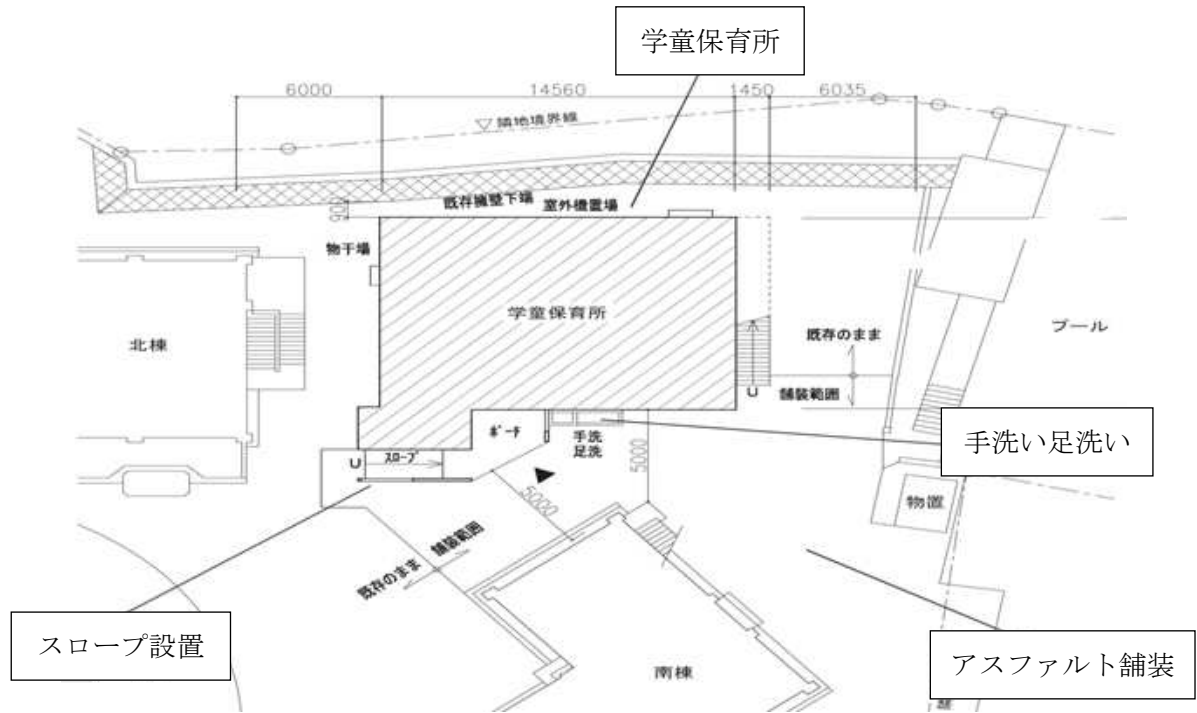 学童保育所
6000
14560
1450
6035
隣地境界線
既存擁壁下端
室外機置場
900
物干場
学童保育所
北棟
プール
既存のまま
舗装範囲
U
ポーチ
手洗
足洗
手洗い足洗い
U
スロープ
5000
5000
物置
既存のまま
舗装範囲
スロープ設置
南棟
アスファルト舗装